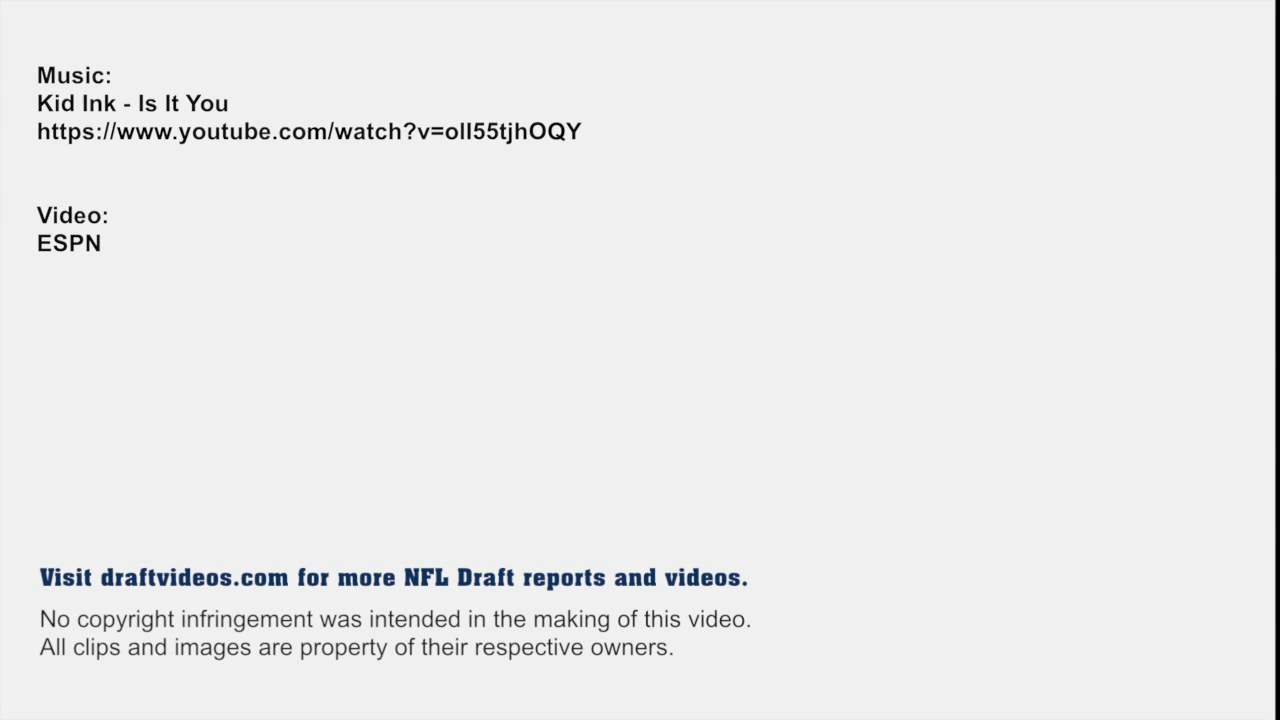 Music:
Kid Ink - Is It You
https://www.youtube.com/watch?v=oII55tjhOQY
Video:
ESPN
Visit draftvideos.com for more NFL Draft reports and videos.
No copyright infringement was intended in the making of this video.
All clips and images are property of their respective owners.